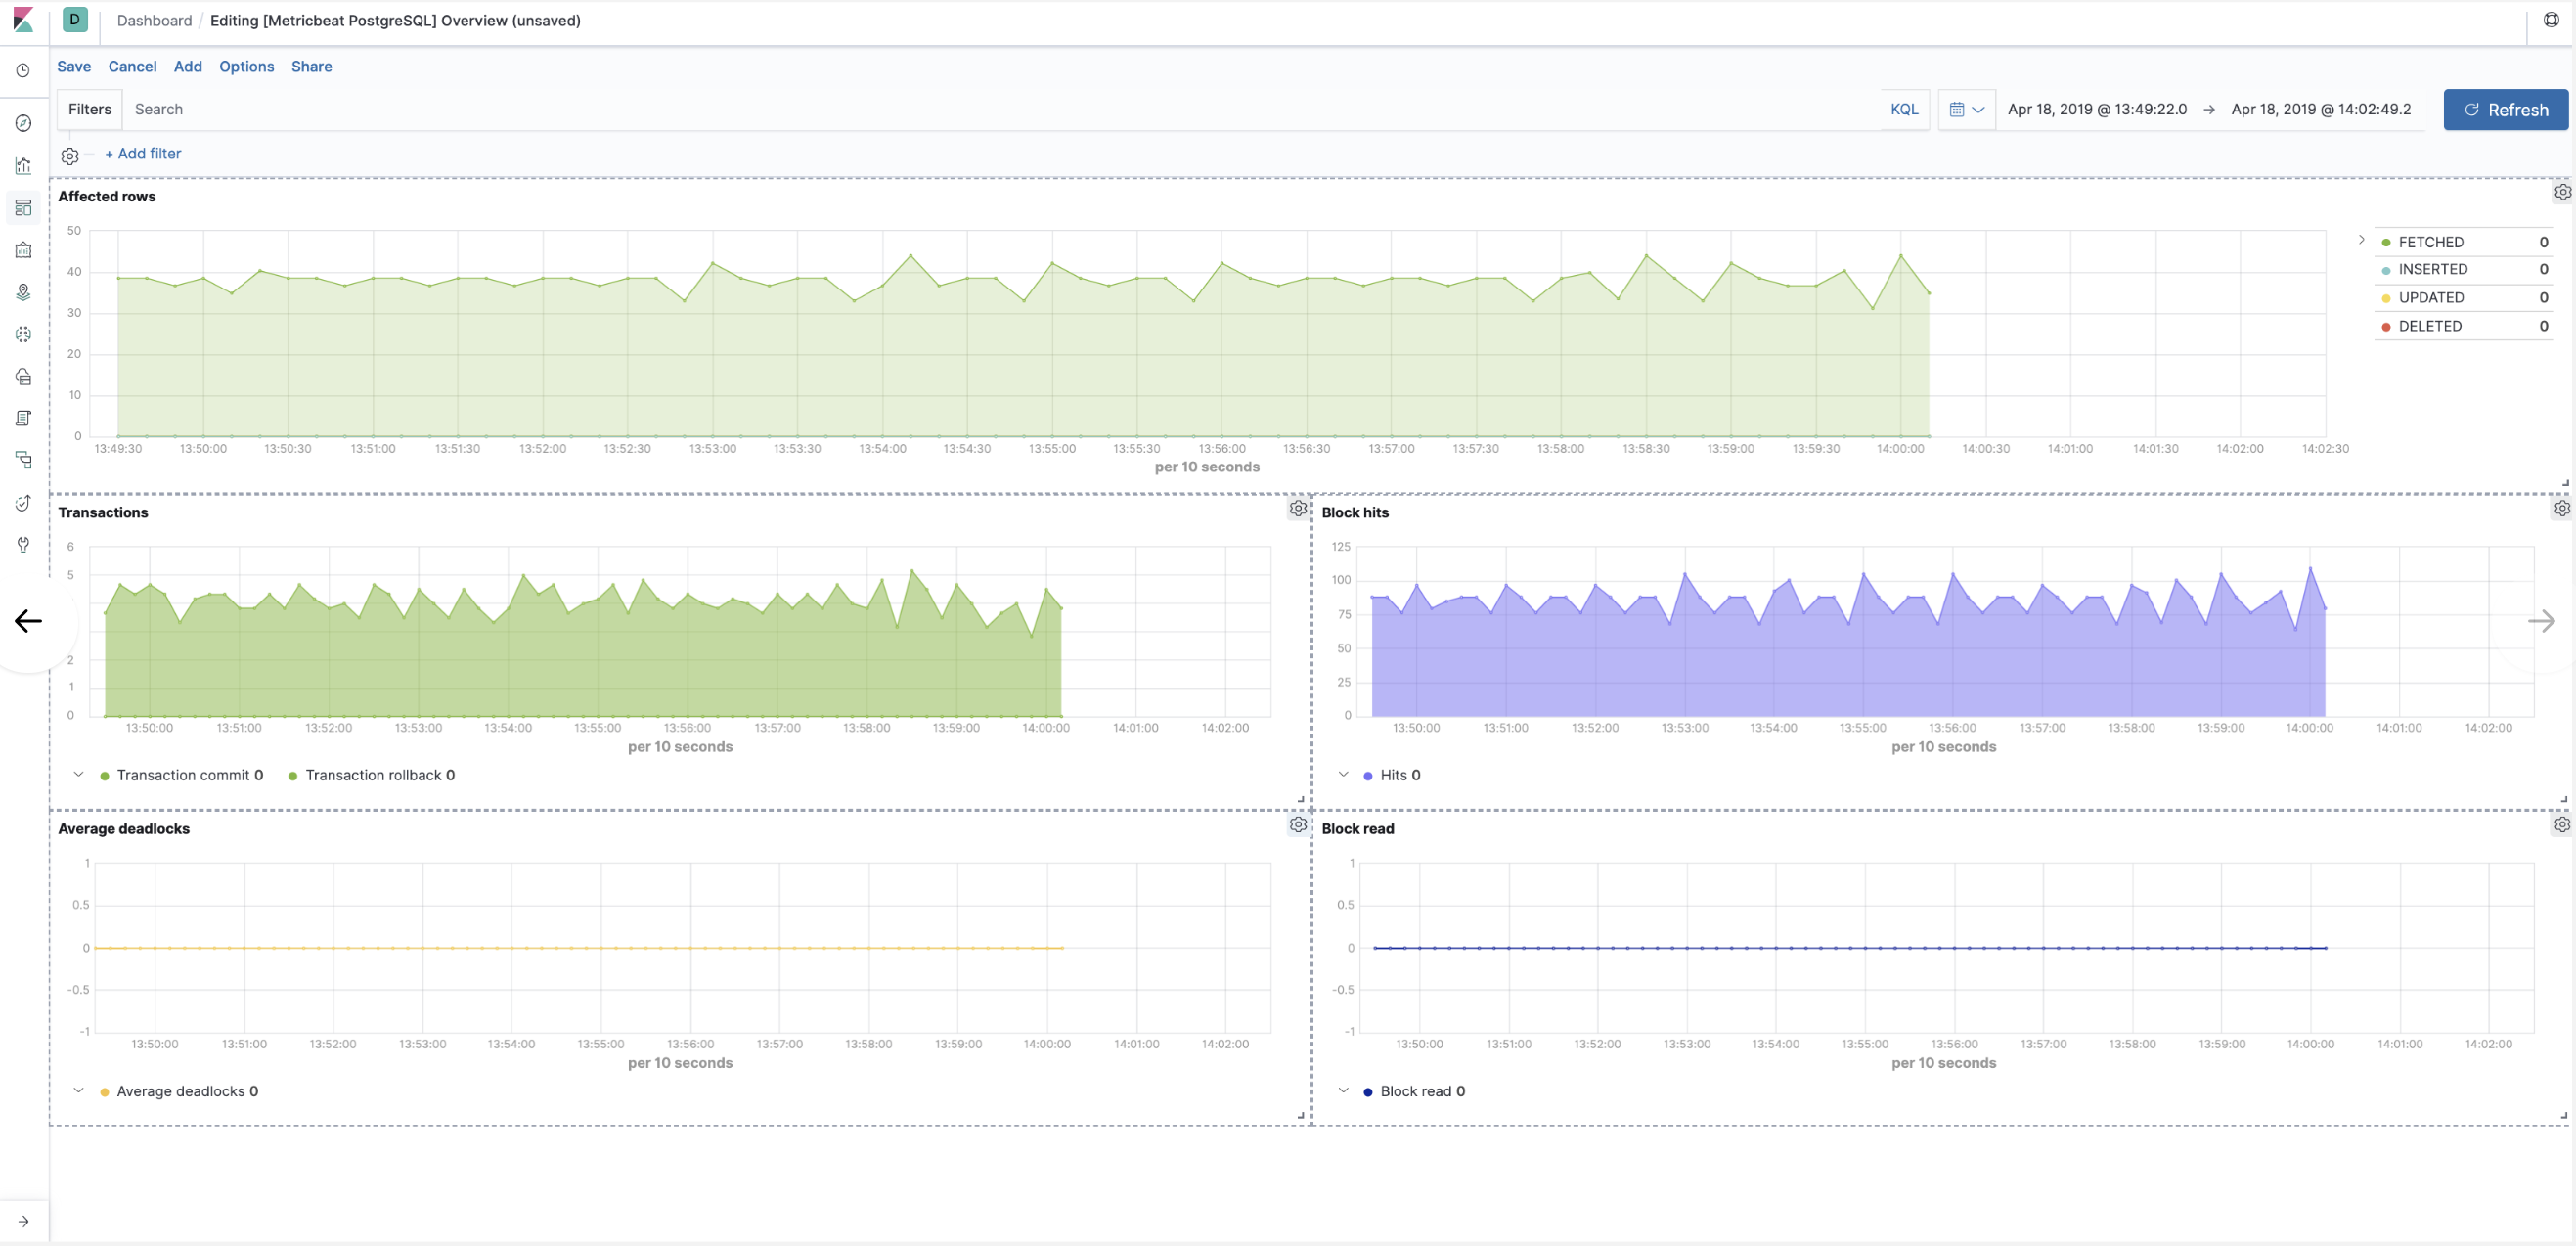 D Dashboard / Editing [Metricbeat PostgreSQL] Overview (unsaved)
Save Cancel Add Options Share
Filters Search KQL Apr 18, 2019 @ 13:49:22.0 → Apr 18, 2019 @ 14:02:49.2 Refresh
+ Add filter
Affected rows
50
40
30
20
10
0
13:49:30 13:50:00 13:50:30 13:51:00 13:51:30 13:52:00 13:52:30 13:53:00 13:53:30 13:54:00 13:54:30 13:55:00 13:55:30 13:56:00 13:56:30 13:57:00 13:57:30 13:58:00 13:58:30 13:59:00 13:59:30 14:00:00 14:00:30 14:01:00 14:01:30 14:02:00 14:02:30
per 10 seconds
FETCHED 0
INSERTED 0
UPDATED 0
DELETED 0
Transactions
6
5
2
1
0
13:50:00 13:51:00 13:52:00 13:53:00 13:54:00 13:55:00 13:56:00 13:57:00 13:58:00 13:59:00 14:00:00 14:01:00 14:02:00
per 10 seconds
Transaction commit 0 Transaction rollback 0
Block hits
125
100
75
50
25
0
13:50:00 13:51:00 13:52:00 13:53:00 13:54:00 13:55:00 13:56:00 13:57:00 13:58:00 13:59:00 14:00:00 14:01:00 14:02:00
per 10 seconds
Hits 0
Average deadlocks
1
0.5
0
-0.5
-1
13:50:00 13:51:00 13:52:00 13:53:00 13:54:00 13:55:00 13:56:00 13:57:00 13:58:00 13:59:00 14:00:00 14:01:00 14:02:00
per 10 seconds
Average deadlocks 0
Block read
1
0.5
0
-0.5
-1
13:50:00 13:51:00 13:52:00 13:53:00 13:54:00 13:55:00 13:56:00 13:57:00 13:58:00 13:59:00 14:00:00 14:01:00 14:02:00
per 10 seconds
Block read 0